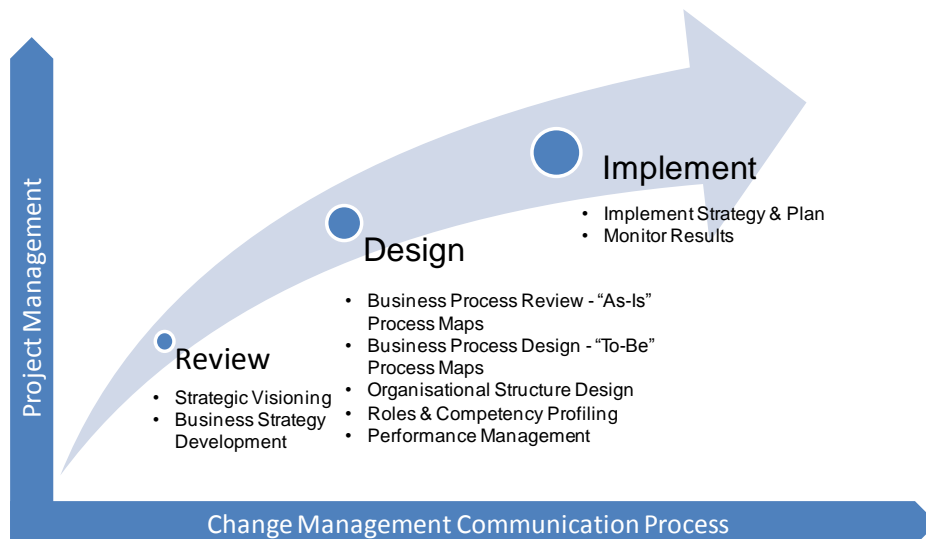 Project Management
Implement
• Implement Strategy & Plan
• Monitor Results
Design
• Business Process Review - “As-Is”
Process Maps
• Business Process Design - “To-Be”
Process Maps
• Organisational Structure Design
• Roles & Competency Profiling
• Performance Management
Review
• Strategic Visioning
• Business Strategy
Development
Change Management Communication Process